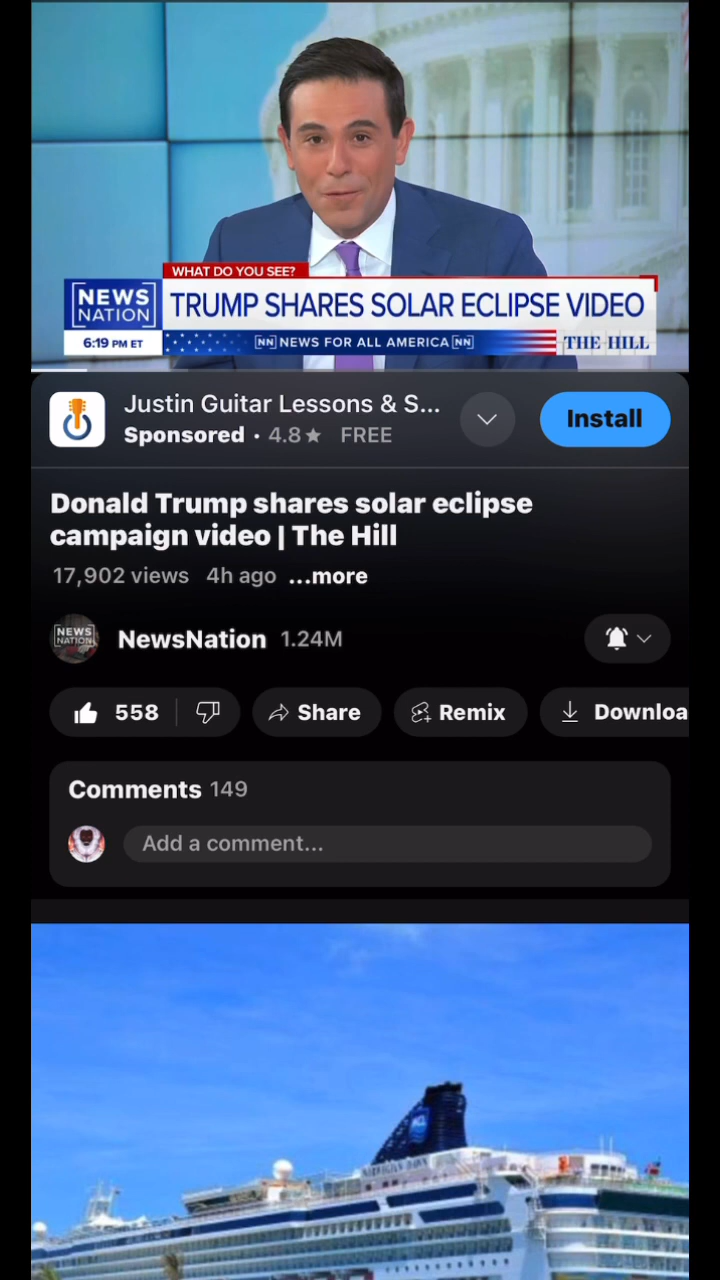 WHAT DO YOU SEE?
NEWS
NATION
TRUMP SHARES SOLAR ECLIPSE VIDEO
6:19 PM ET
NN NEWS FOR ALL AMERICA NN
THE HILL
Justin Guitar Lessons & S...
Install
Sponsored · 4.8★ FREE
Donald Trump shares solar eclipse
campaign video | The Hill
17,902 views 4h ago ...more
NEWS
NATION
NewsNation 1.24M
558
Share
Remix
Downloa
Comments 149
Add a comment...
NORWEGIAN DAWN